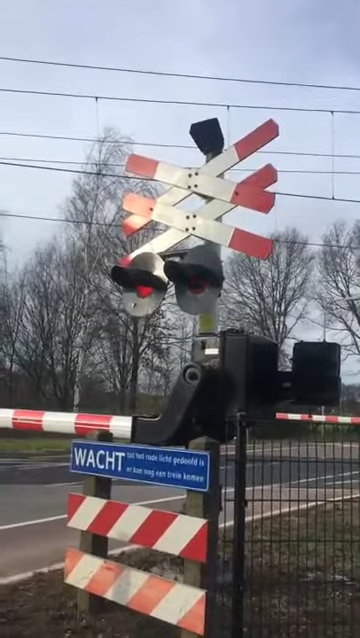 WACHT tot het rode licht gedoofd is
er kan nog een trein komen